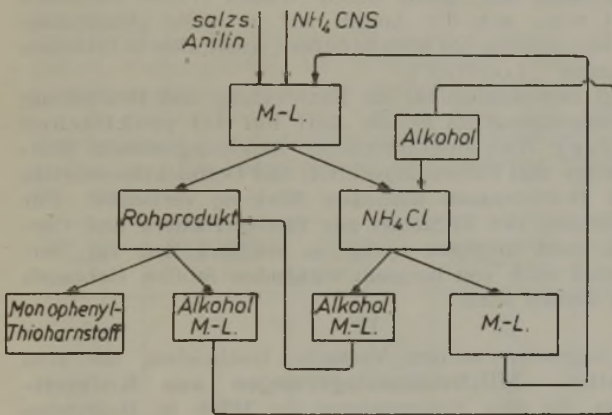 salzs. NH₄CNS
Anilin
M.-L.
Alkohol
Rohprodukt
NH₄Cl
Monophenyl-
Thioharnstoff
Alkohol
M.-L.
Alkohol
M.-L.
M.-L.